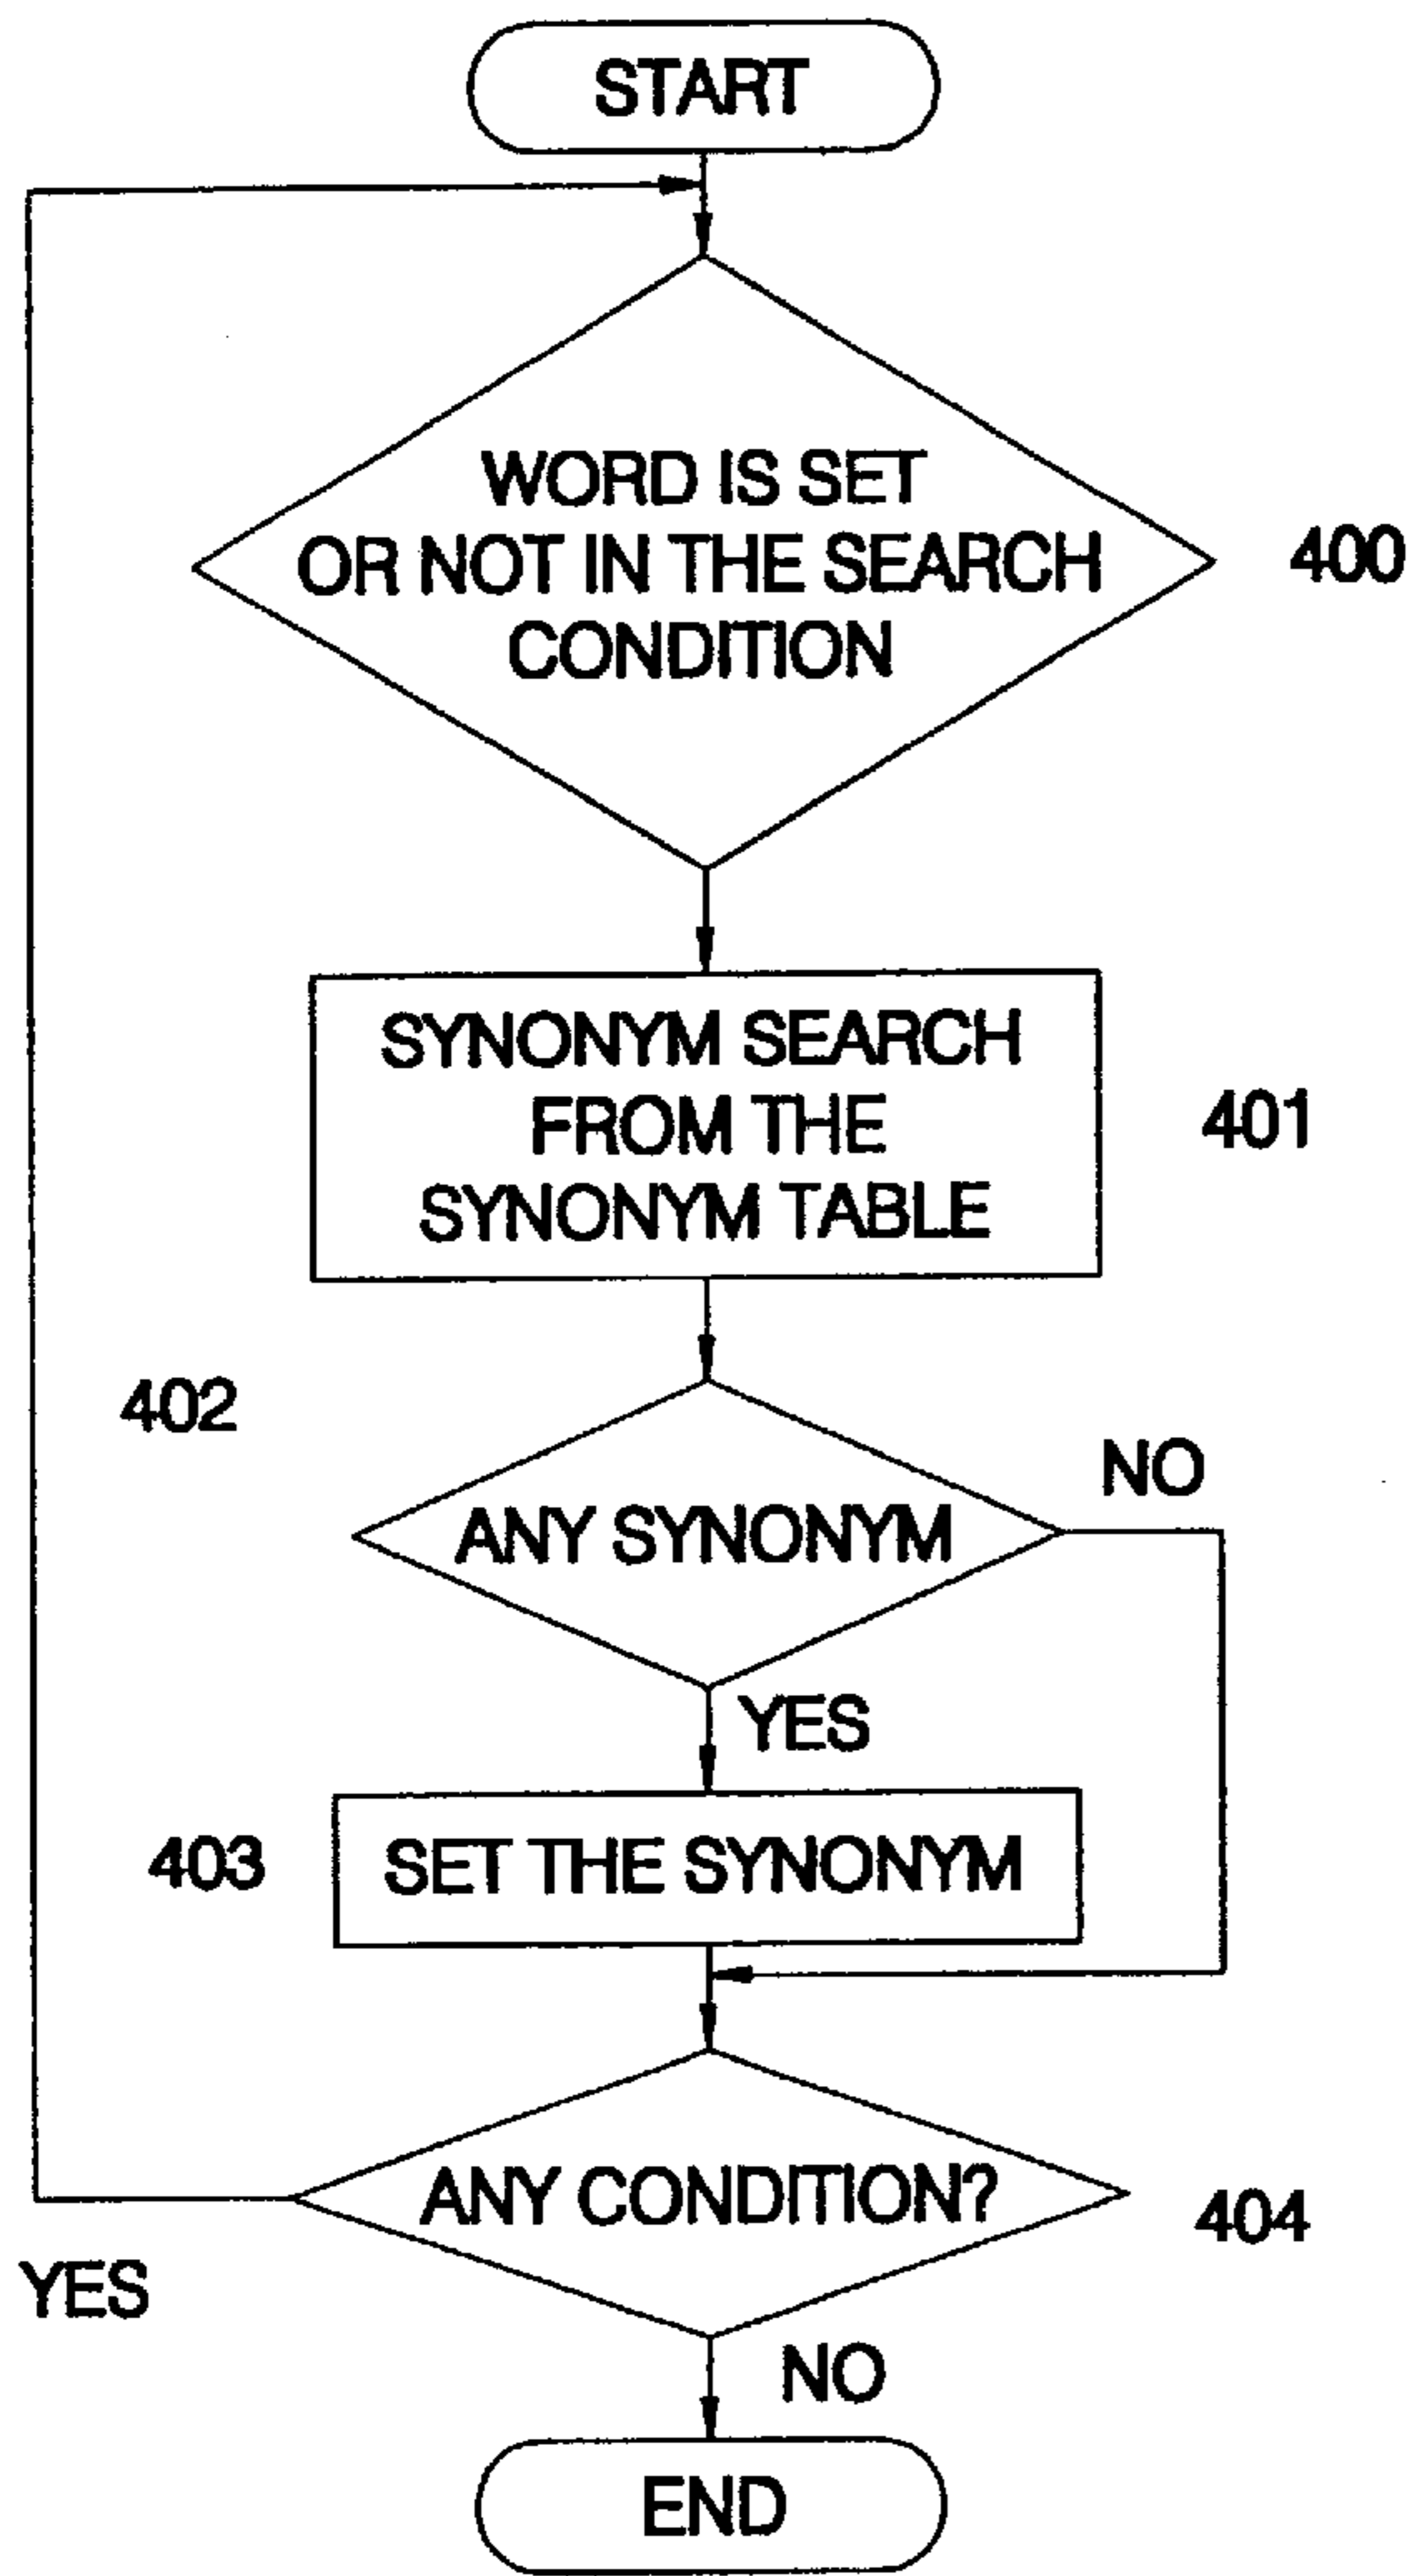 START
WORD IS SET
OR NOT IN THE SEARCH
CONDITION
400
SYNONYM SEARCH
FROM THE
SYNONYM TABLE
401
402
ANY SYNONYM
NO
YES
403
SET THE SYNONYM
ANY CONDITION?
404
YES
NO
END